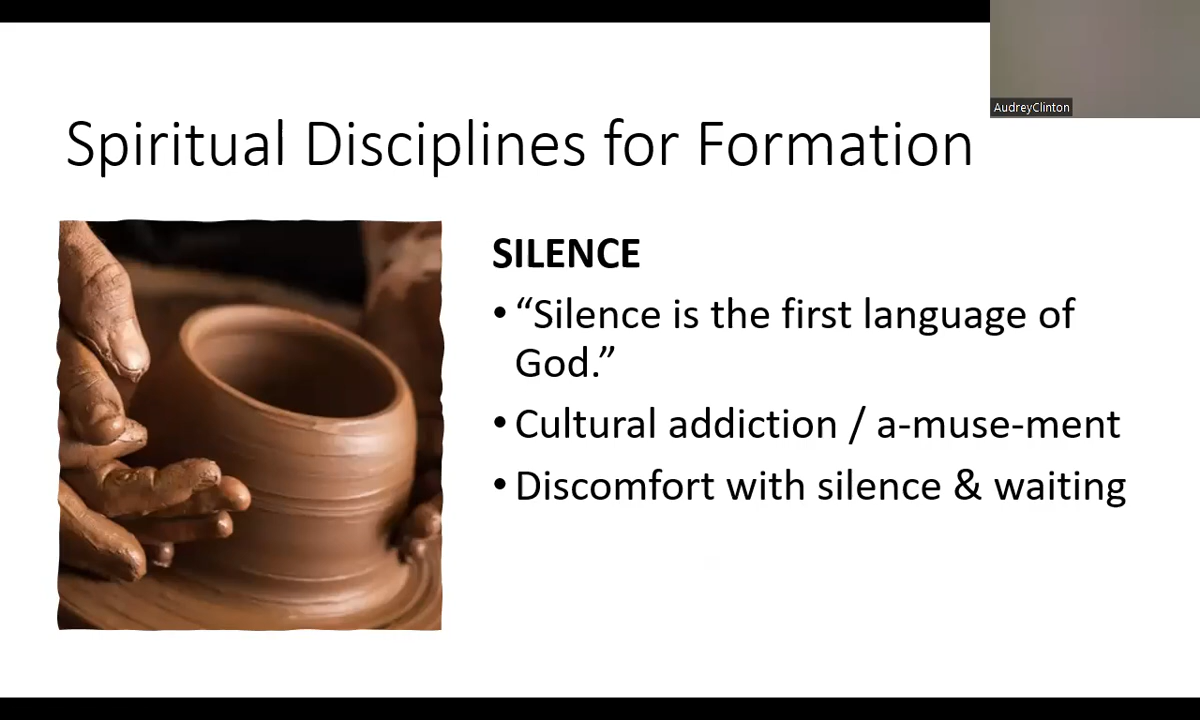 AudreyClinton
Spiritual Disciplines for Formation
SILENCE
• “Silence is the first language of
God.”
• Cultural addiction / a-muse-ment
• Discomfort with silence & waiting